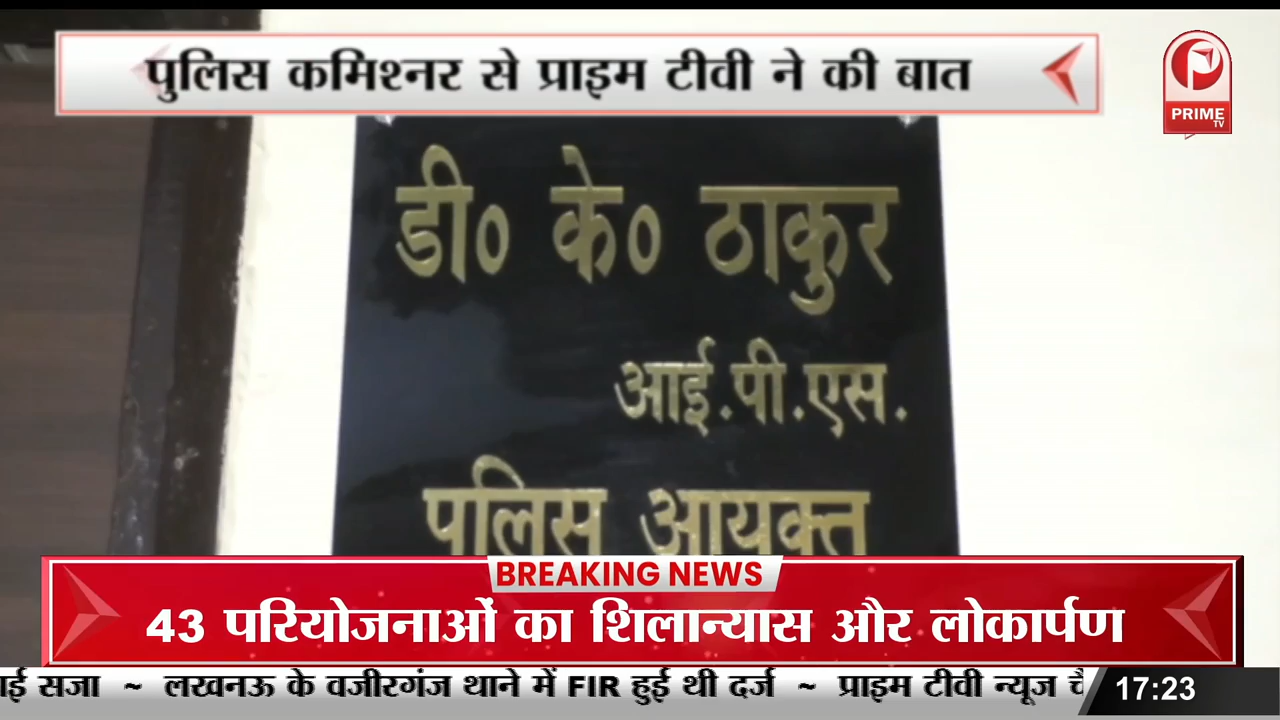 पुलिस कमिश्नर से प्राइम टीवी ने की बात
PRIME
TV
डी० के० ठाकुर
आई.पी.एस.
पुलिस आयुक्त
BREAKING NEWS
43 परियोजनाओं का शिलान्यास और लोकार्पण
सजा ~ लखनऊ के वजीरगंज थाने में FIR हुई थी दर्ज ~ प्राइम टीवी न्यूज
17:23